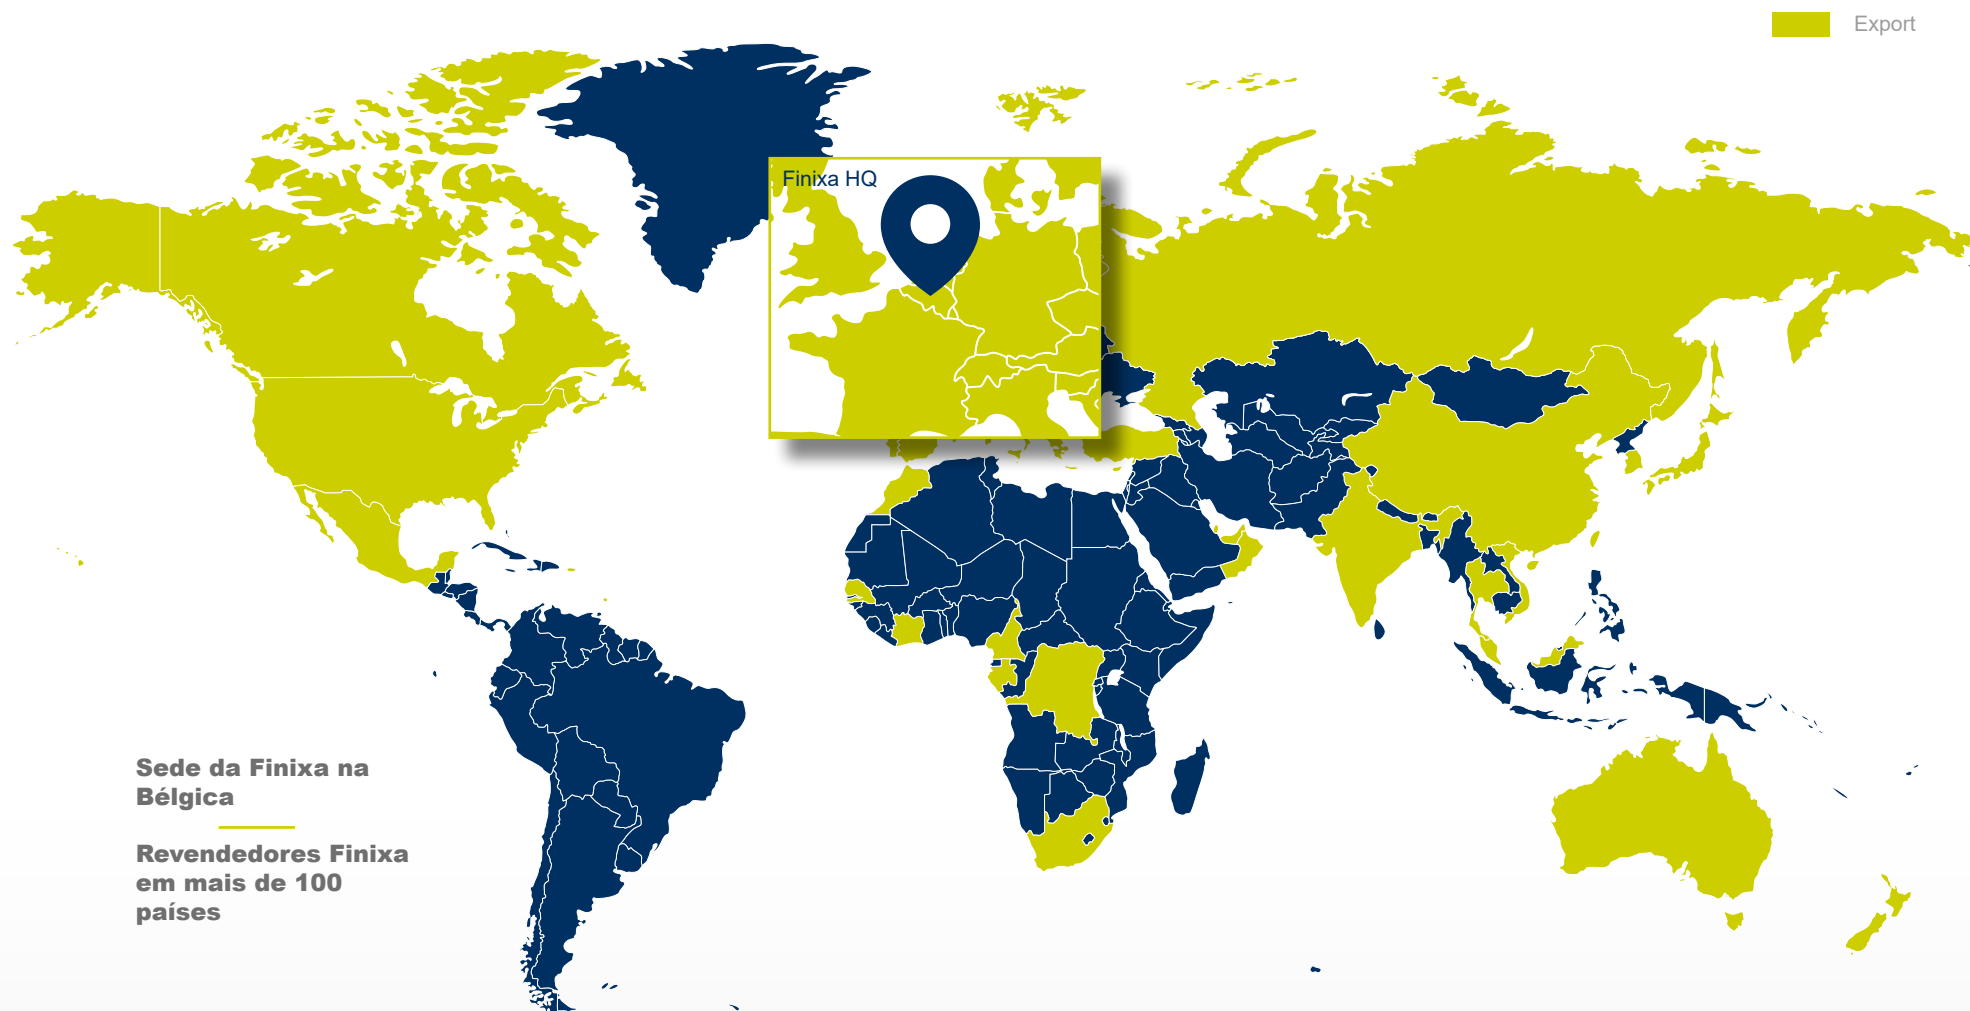 Export
Finixa HQ
Sede da Finixa na
Bélgica
Revendedores Finixa
em mais de 100
países